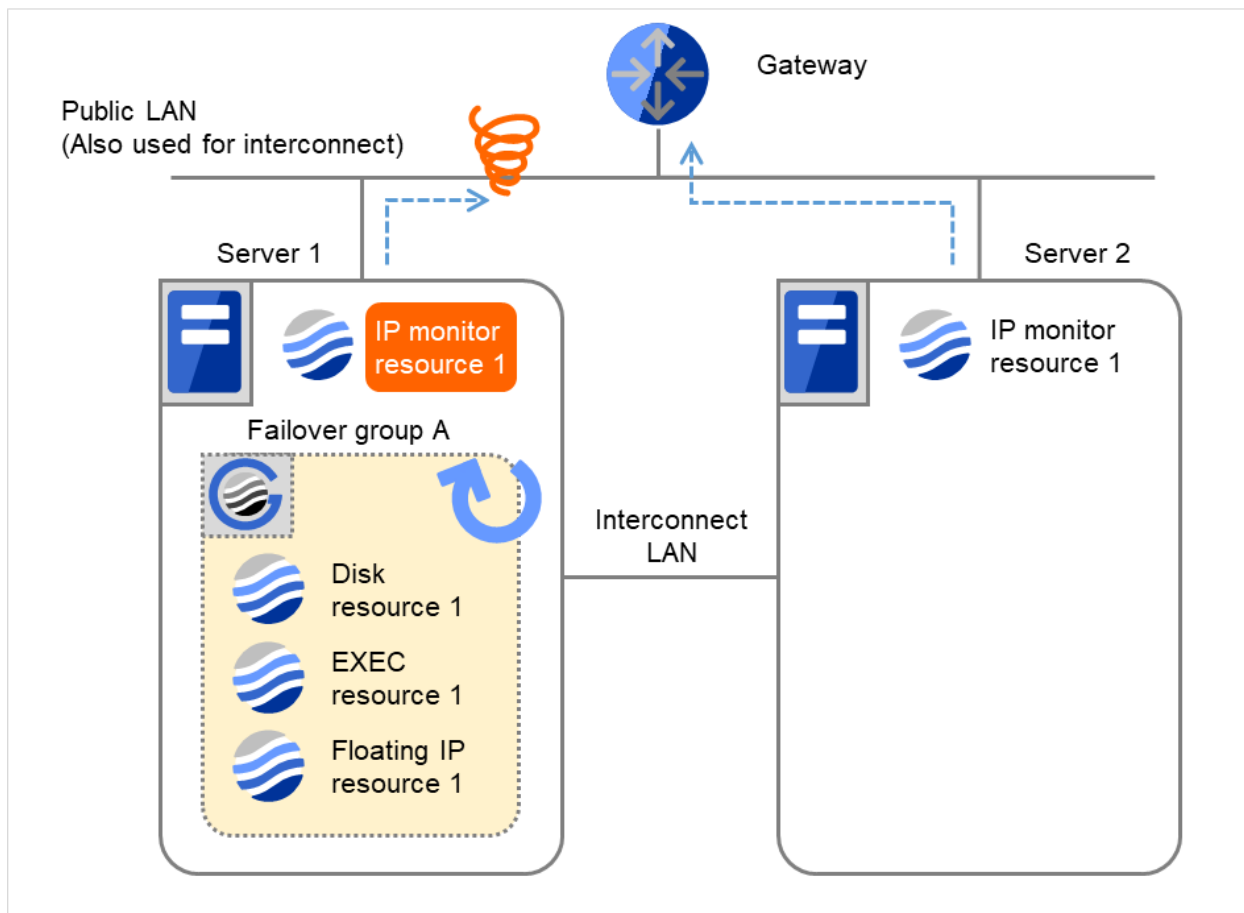 Gateway
Public LAN
(Also used for interconnect)
Server 1
Server 2
IP monitor
resource 1
IP monitor
resource 1
Failover group A
Interconnect
LAN
Disk
resource 1
EXEC
resource 1
Floating IP
resource 1